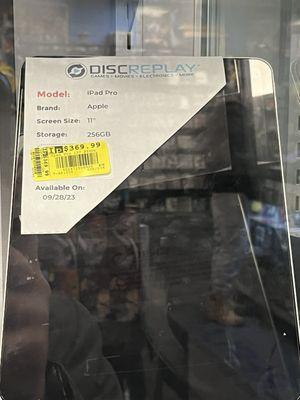 DISCREPLAY
GAMES • MOVIES • ELECTRONICS • MORE
Model: iPad Pro
Brand: Apple
Screen Size: 11"
Storage: 256GB
$369.99
Available On:
09/28/23